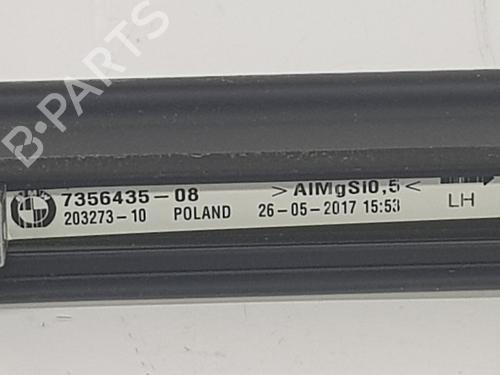 B-PARTS
7356435-08 >AlMgSi0,5<
203273-10 POLAND 26-05-2017 15:53 LH